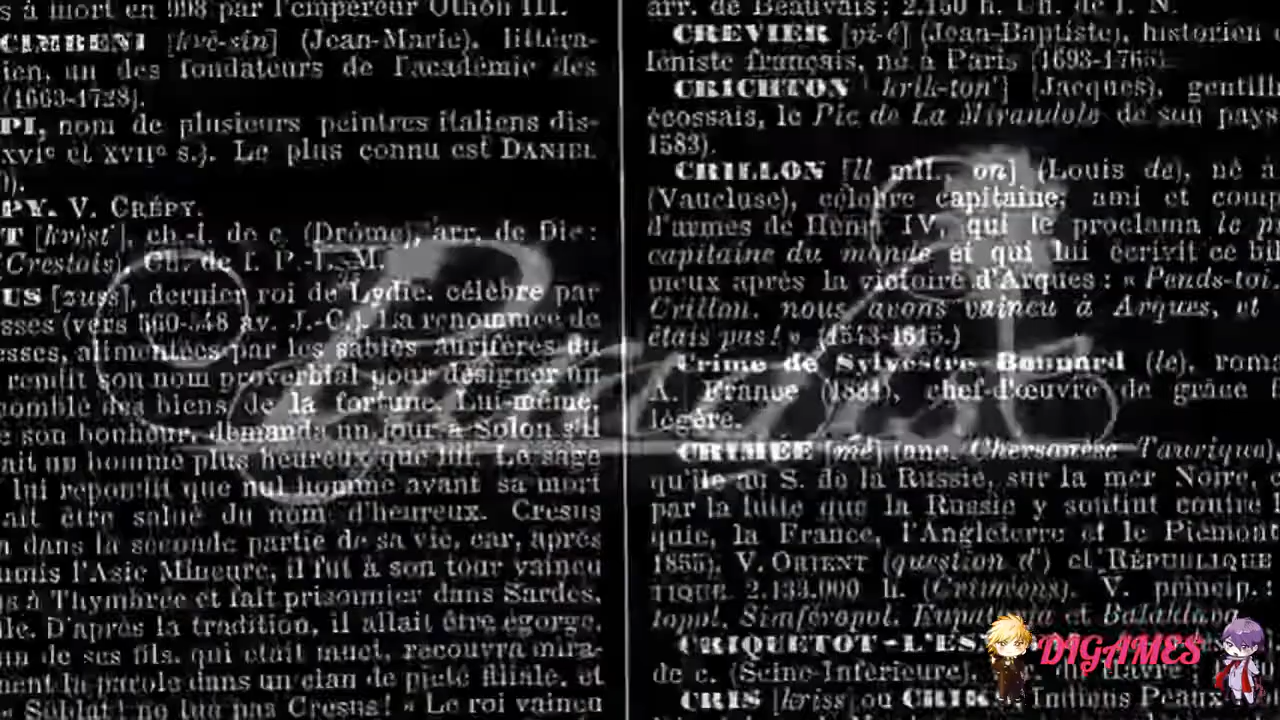 s à mort en 998 par l'empereur Othon III.
CIMBENI [kvé-sin] (Jean-Marie), littéra-
ien, un des fondateurs de l'académie des
(1663-1728).
PI, nom de plusieurs peintres italiens dis-
xviᵉ et xviiᵉ s.). Le plus connu est DANIEL
).
PY. V. CRÉPY.
T [krèst], ch.-l. de c. (Drôme), arr. de Die:
(Crestois). Ch. de f. P.-L. M.
US [zuss], dernier roi de Lydie, célèbre par
sses (vers 560-548 av. J.-C.). La renommée de
esses, alimentées par les sables aurifères du
rendit son nom proverbial pour désigner un
comblé des biens de la fortune. Lui-même,
e son bonheur, demanda un jour à Solon s'il
ait un homme plus heureux que lui. Le sage
lui répondit que nul homme avant sa mort
ait être salué du nom d'heureux. Crésus
n dans la seconde partie de sa vie, car, après
umis l'Asie Mineure, il fut à son tour vaincu
s à Thymbrée et fait prisonnier dans Sardes,
le. D'après la tradition, il allait être égorgé,
un de ses fils, qui était muet, recouvra mira-
ment la parole dans un élan de piété filiale, et
« Soldat! ne tue pas Crésus! » Le roi vaincu
arr. de Beauvais; 2.150 h. Ch. de f. N.
CREVIER [vi-é] (Jean-Baptiste), historien
léniste français, né à Paris (1693-1765).
CRICHTON [krik-ton'] (Jacques), gentil
écossais, le Pic de La Mirandole de son pays
1583).
CRILLON [ll mll., on] (Louis de), né à
(Vaucluse), célèbre capitaine, ami et comp
d'armes de Henri IV, qui le proclama le p
capitaine du monde et qui lui écrivit ce bil
meux après la victoire d'Arques : « Pends-toi,
Crillon, nous avons vaincu à Arques, et
étais pas! » (1543-1615.)
Crime de Sylvestre Bonnard (le), roma
A. France (1881), chef-d'œuvre de grâce
légère.
CRIMÉE [mé] (anc. Chersonèse Taurique),
qu'île au S. de la Russie, sur la mer Noire,
par la lutte que la Russie y soutint contre
quie, la France, l'Angleterre et le Piémont
1855). V. ORIENT (question d') et RÉPUBLIQUE
TIQUE. 2.133.000 h. (Criméens). V. princip.:
topol, Simféropol, Eupatoria et Balaklava.
CRIQUETOT-L'ES
de c. (Seine-Inférieure),
CRIS [kriss] ou Indiens Peaux
DIGAMES